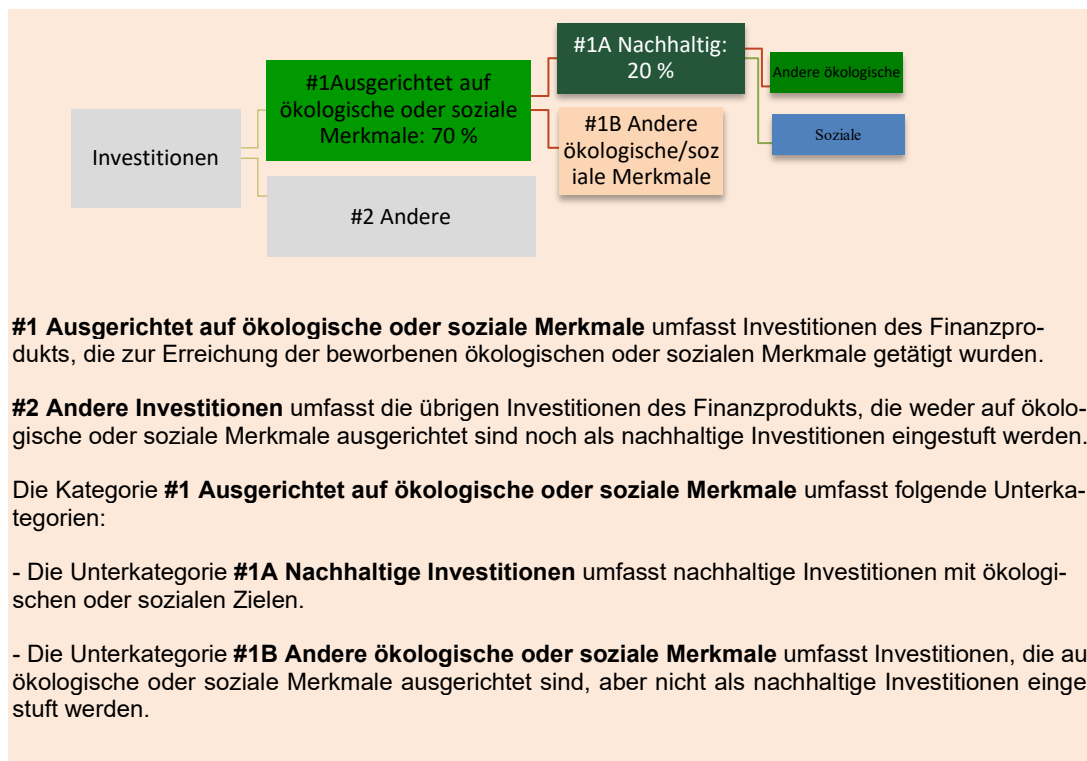 #1A Nachhaltig:
20 %
Andere ökologische
#1Ausgerichtet auf
ökologische oder soziale
Merkmale: 70 %
#1B Andere
ökologische/soz
iale Merkmale
Soziale
Investitionen
#2 Andere
#1 Ausgerichtet auf ökologische oder soziale Merkmale umfasst Investitionen des Finanzpro-
dukts, die zur Erreichung der beworbenen ökologischen oder sozialen Merkmale getätigt wurden.
#2 Andere Investitionen umfasst die übrigen Investitionen des Finanzprodukts, die weder auf ökolo-
gische oder soziale Merkmale ausgerichtet sind noch als nachhaltige Investitionen eingestuft werden.
Die Kategorie #1 Ausgerichtet auf ökologische oder soziale Merkmale umfasst folgende Unterka-
tegorien:
- Die Unterkategorie #1A Nachhaltige Investitionen umfasst nachhaltige Investitionen mit ökologi-
schen oder sozialen Zielen.
- Die Unterkategorie #1B Andere ökologische oder soziale Merkmale umfasst Investitionen, die au
ökologische oder soziale Merkmale ausgerichtet sind, aber nicht als nachhaltige Investitionen einge
stuft werden.